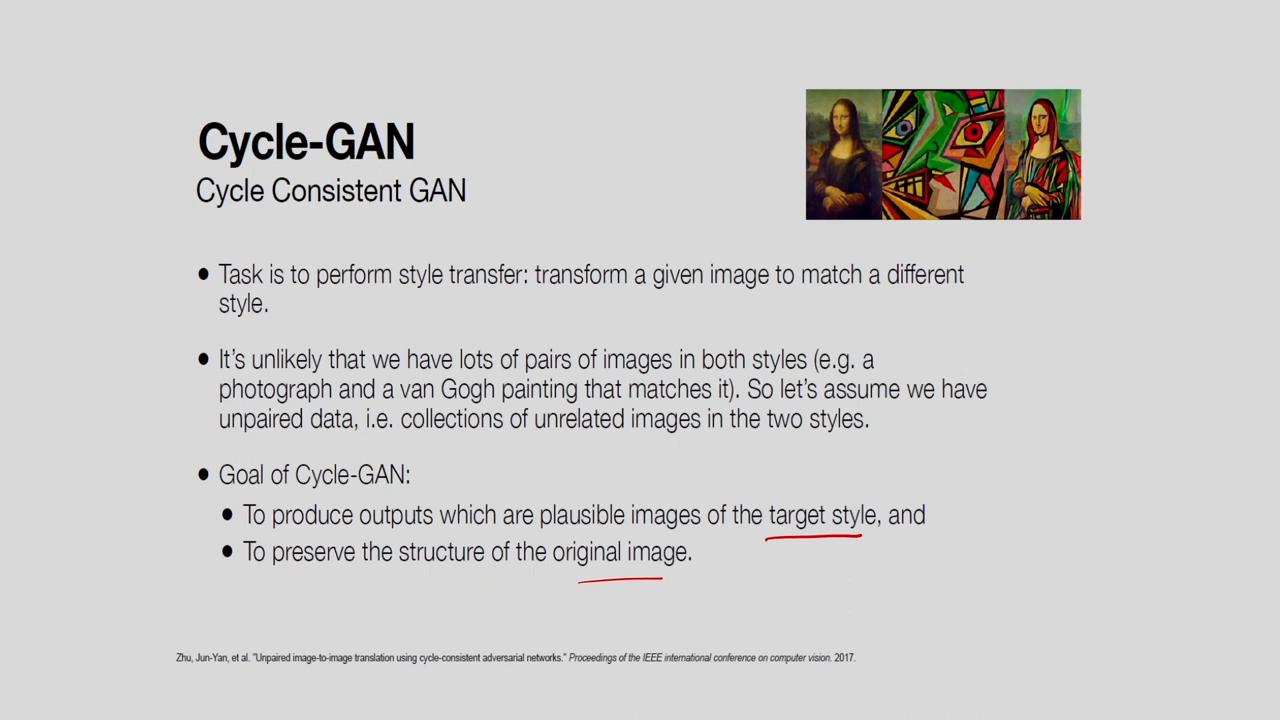 Cycle-GAN
Cycle Consistent GAN
• Task is to perform style transfer: transform a given image to match a different
style.
• It's unlikely that we have lots of pairs of images in both styles (e.g. a
photograph and a van Gogh painting that matches it). So let's assume we have
unpaired data, i.e. collections of unrelated images in the two styles.
• Goal of Cycle-GAN:
• To produce outputs which are plausible images of the target style, and
• To preserve the structure of the original image.
Zhu, Jun-Yan, et al. "Unpaired image-to-image translation using cycle-consistent adversarial networks." Proceedings of the IEEE international conference on computer vision. 2017.